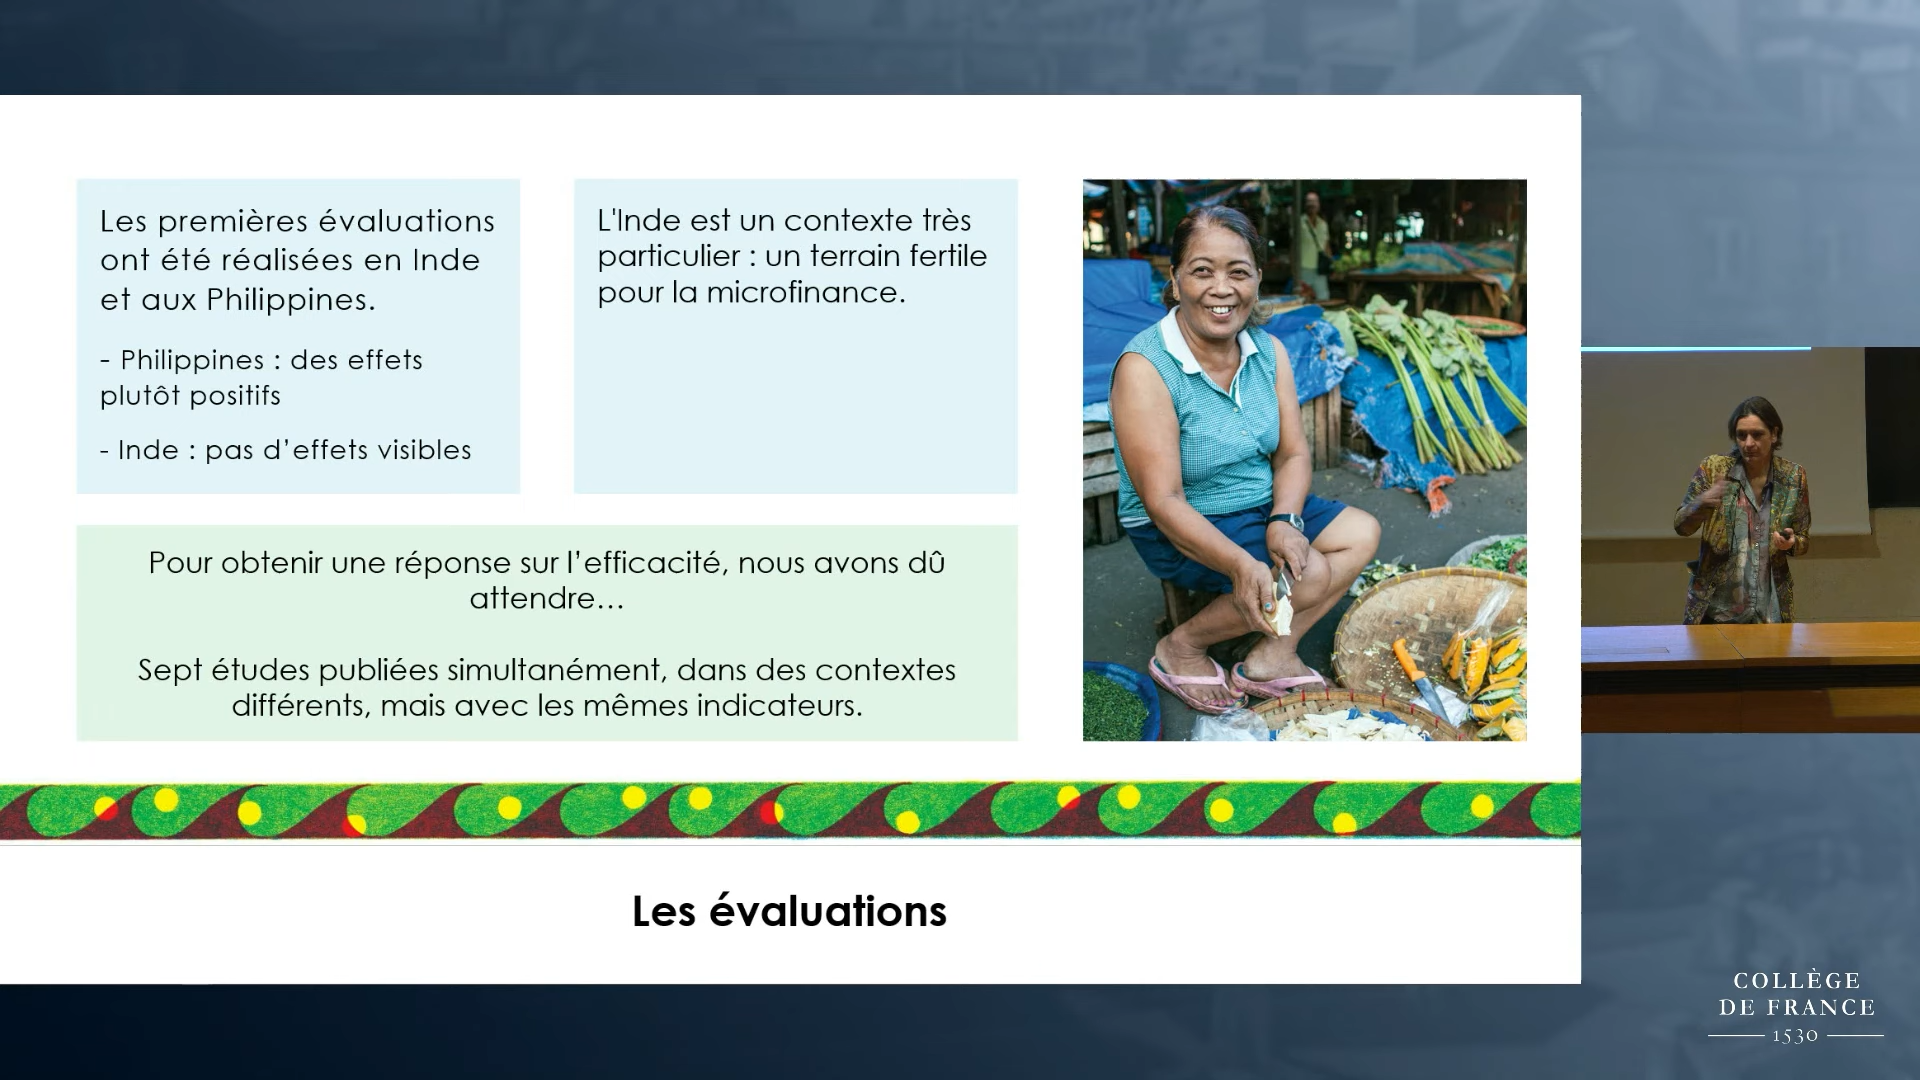 Les premières évaluations
ont été réalisées en Inde
et aux Philippines.
- Philippines : des effets
plutôt positifs
- Inde : pas d’effets visibles
L'Inde est un contexte très
particulier : un terrain fertile
pour la microfinance.
Pour obtenir une réponse sur l’efficacité, nous avons dû
attendre…
Sept études publiées simultanément, dans des contextes
différents, mais avec les mêmes indicateurs.
Les évaluations
COLLÈGE
DE FRANCE
1530